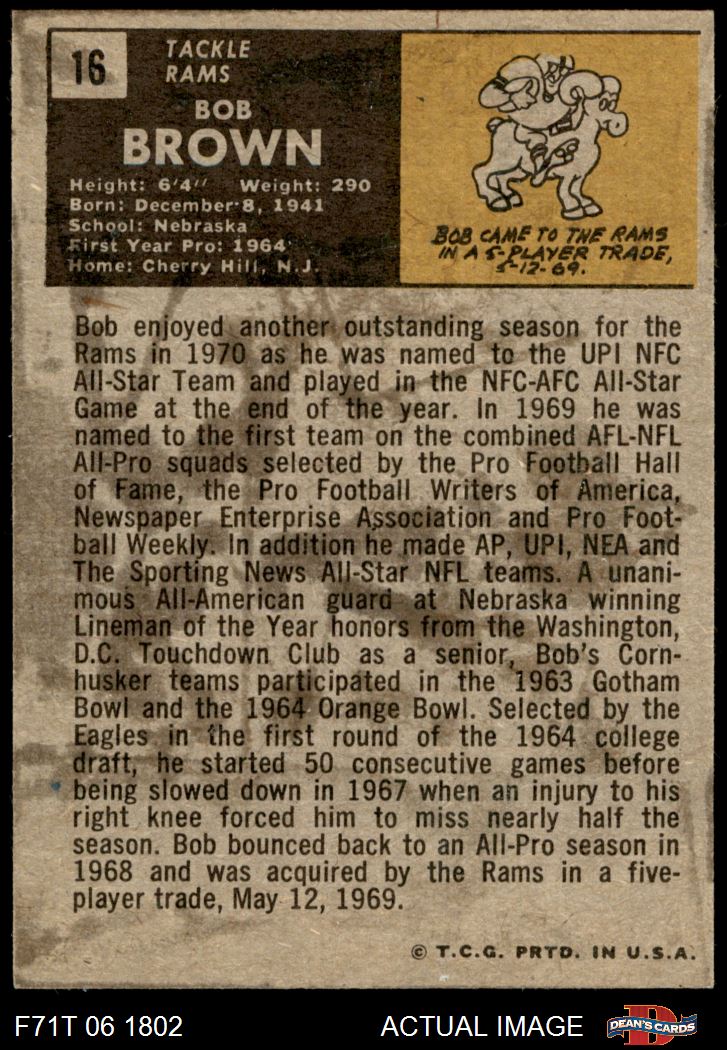 16
TACKLE
RAMS
BOB
BROWN
Height: 6'4" Weight: 290
Born: December 8, 1941
School: Nebraska
First Year Pro: 1964
Home: Cherry Hill, N.J.
BOB CAME TO THE RAMS
IN A 5-PLAYER TRADE,
5-12-69.
Bob enjoyed another outstanding season for the
Rams in 1970 as he was named to the UPI NFC
All-Star Team and played in the NFC-AFC All-Star
Game at the end of the year. In 1969 he was
named to the first team on the combined AFL-NFL
All-Pro squads selected by the Pro Football Hall
of Fame, the Pro Football Writers of America,
Newspaper Enterprise Association and Pro Foot-
ball Weekly. In addition he made AP, UPI, NEA and
The Sporting News All-Star NFL teams. A unani-
mous All-American guard at Nebraska winning
Lineman of the Year honors from the Washington,
D.C. Touchdown Club as a senior, Bob's Corn-
husker teams participated in the 1963 Gotham
Bowl and the 1964 Orange Bowl. Selected by the
Eagles in the first round of the 1964 college
draft, he started 50 consecutive games before
being slowed down in 1967 when an injury to his
right knee forced him to miss nearly half the
season. Bob bounced back to an All-Pro season in
1968 and was acquired by the Rams in a five-
player trade, May 12, 1969.
© T.C.G. PRTD. IN U.S.A.
F71T 06 1802
ACTUAL IMAGE
D
DEAN'S CARDS